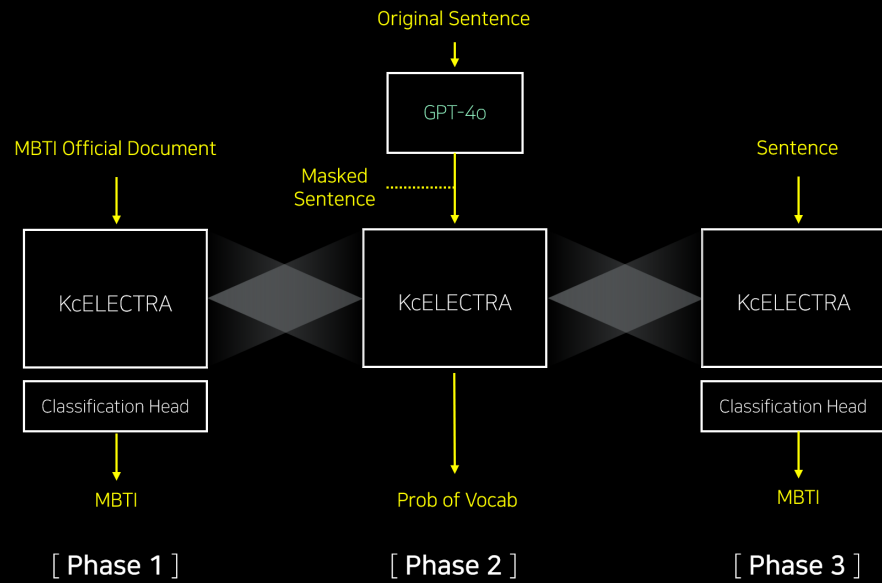 Original Sentence
GPT-4o
MBTI Official Document
Masked
Sentence
Sentence
KcELECTRA
KcELECTRA
KcELECTRA
Classification Head
Classification Head
MBTI
Prob of Vocab
MBTI
[ Phase 1 ]
[ Phase 2 ]
[ Phase 3 ]